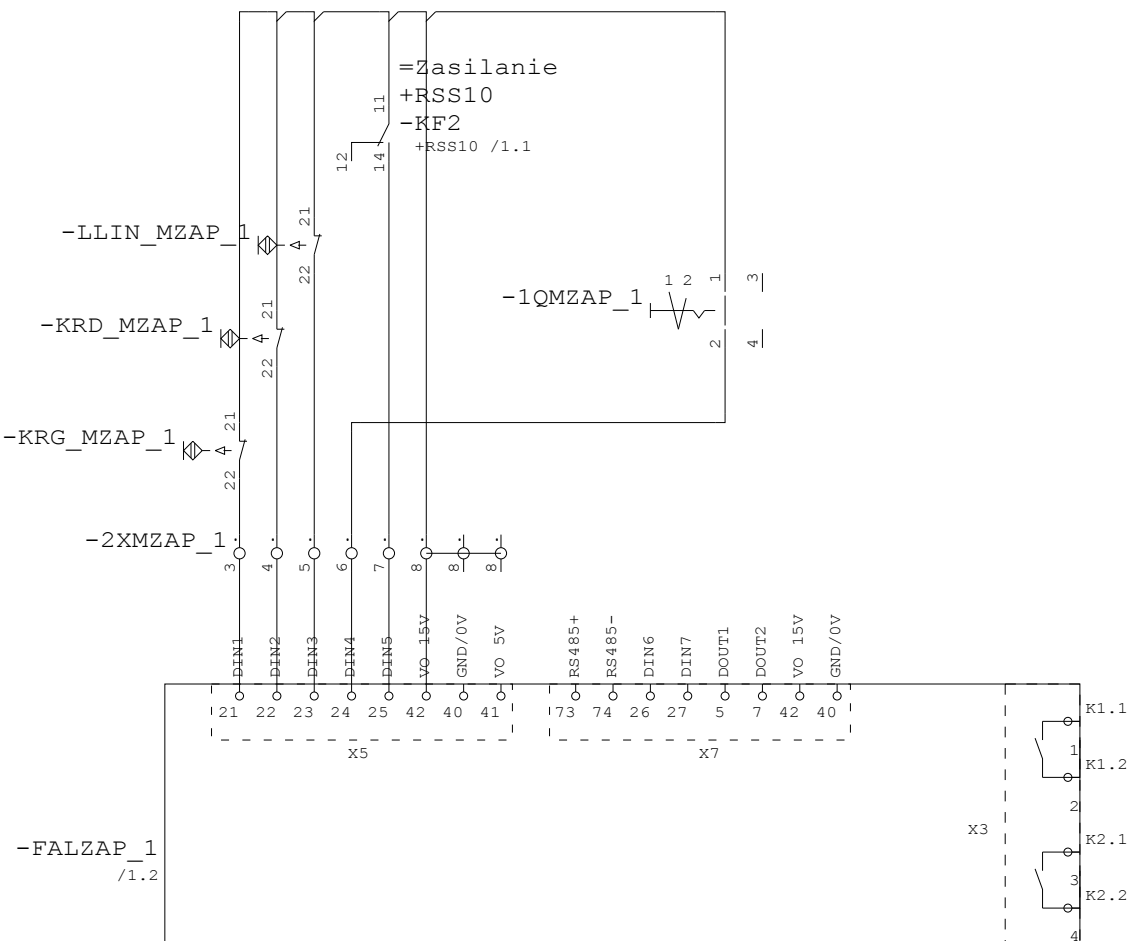 =Zasilanie
+RSS10
-KF2
+RSS10 /1.1
11
12
14
-LLIN_MZAP_1
21
22
-1QMZAP_1
1 2
1
3
2
4
-KRD_MZAP_1
21
22
-KRG_MZAP_1
21
22
-2XMZAP_1
3
4
5
6
7
8
8
8
DIN1
DIN2
DIN3
DIN4
DIN5
VO 15V
GND/0V
VO 5V
RS485+
RS485-
DIN6
DIN7
DOUT1
DOUT2
VO 15V
GND/0V
21 22 23 24 25 42 40 41
73 74 26 27 5 7 42 40
X5
X7
K1.1
1
K1.2
2
X3
K2.1
3
K2.2
4
-FALZAP_1
/1.2